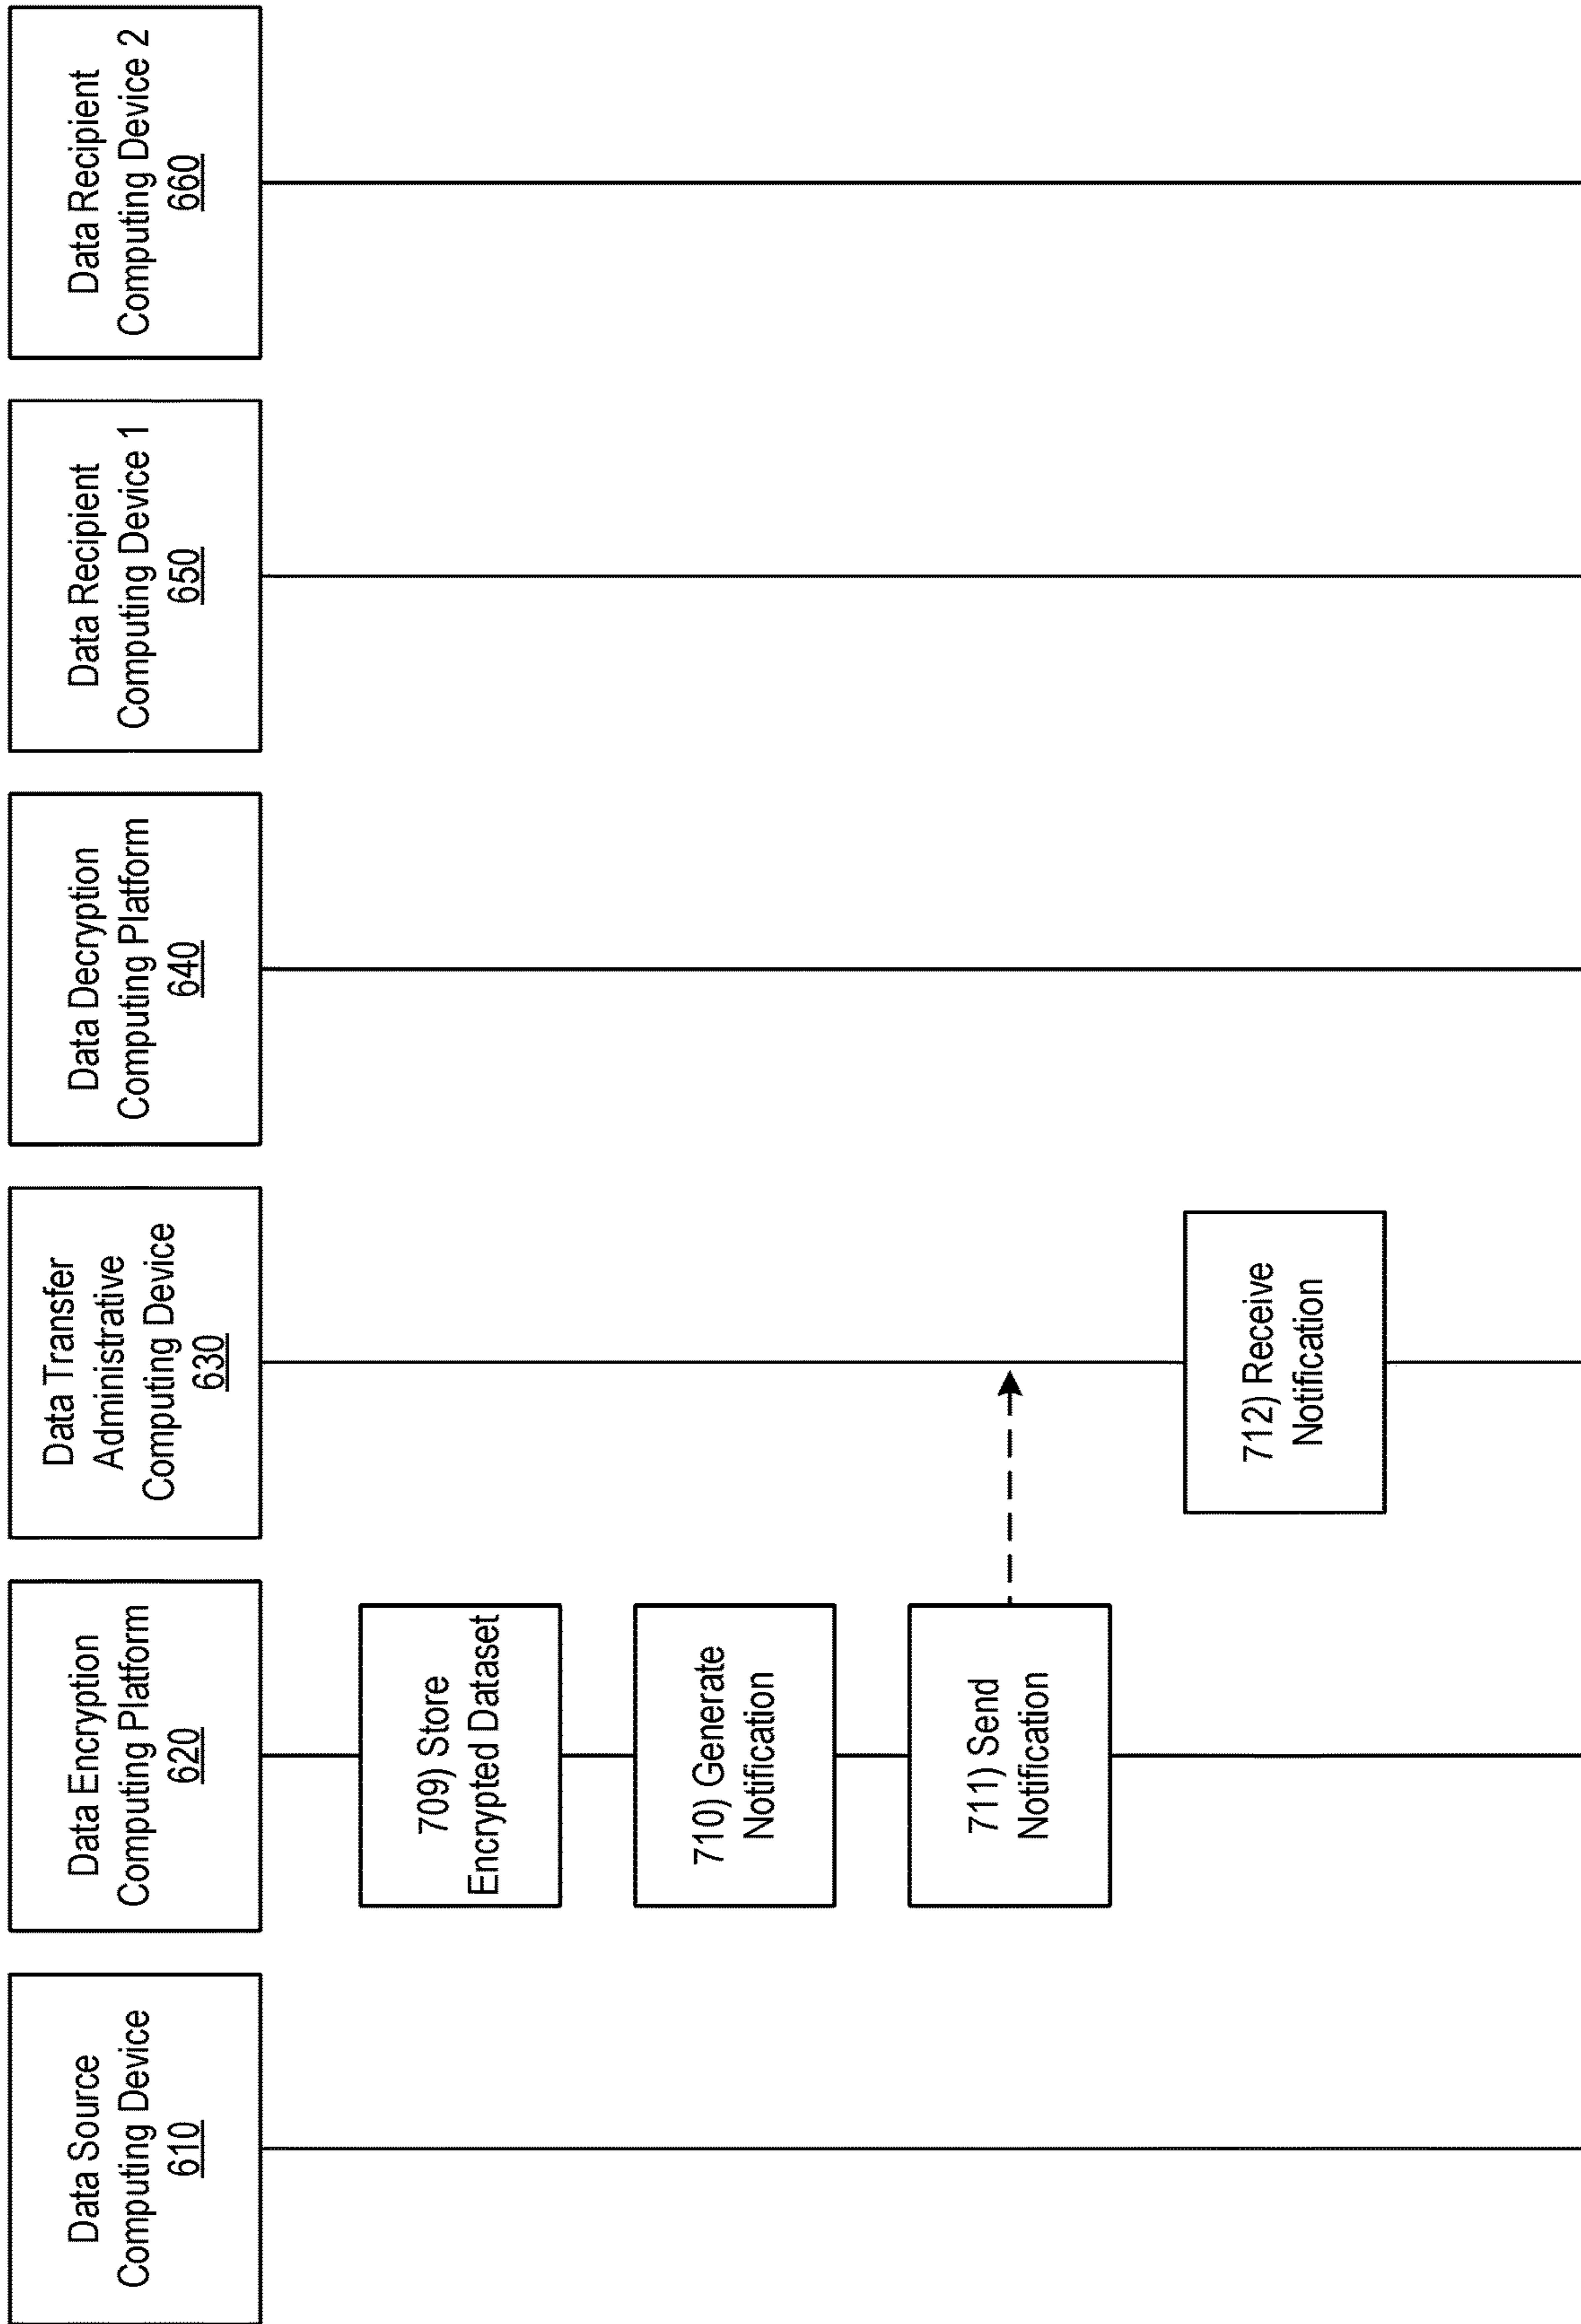 Data Source
Computing Device
610
Data Encryption
Computing Platform
620
Data Transfer
Administrative
Computing Device
630
Data Decryption
Computing Platform
640
Data Recipient
Computing Device 1
650
Data Recipient
Computing Device 2
660
709) Store
Encrypted Dataset
710) Generate
Notification
711) Send
Notification
712) Receive
Notification